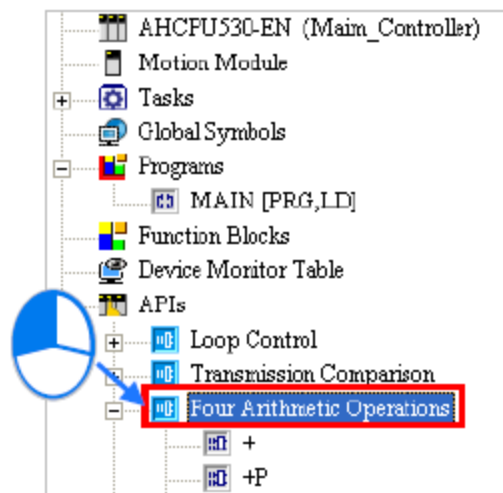 AHCPU530-EN (Maim_Controller)
Motion Module
Tasks
Global Symbols
Programs
MAIN [PRG,LD]
Function Blocks
Device Monitor Table
APIs
Loop Control
Transmission Comparison
Four Arithmetic Operations
+
+P